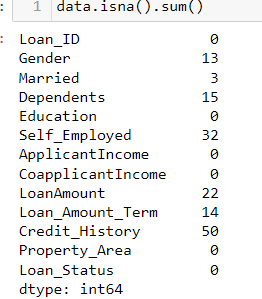 1 data.isna().sum()
Loan_ID 0
Gender 13
Married 3
Dependents 15
Education 0
Self_Employed 32
ApplicantIncome 0
CoapplicantIncome 0
LoanAmount 22
Loan_Amount_Term 14
Credit_History 50
Property_Area 0
Loan_Status 0
dtype: int64